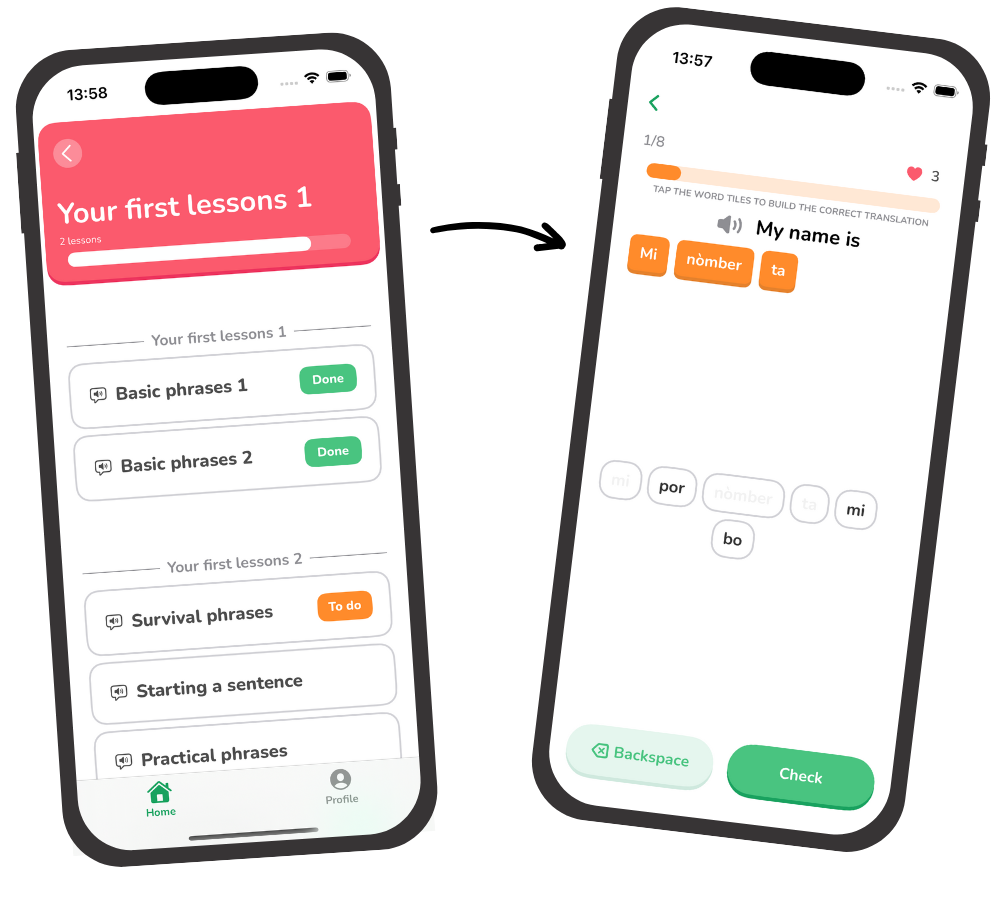 13:58
Your first lessons 1
2 lessons
Your first lessons 1
Basic phrases 1
Done
Basic phrases 2
Done
Your first lessons 2
Survival phrases
To do
Starting a sentence
Practical phrases
Home
Profile
13:57
1/8
3
TAP THE WORD TILES TO BUILD THE CORRECT TRANSLATION
My name is
Mi nòmber ta
mi por nòmber ta mi
bo
Backspace
Check